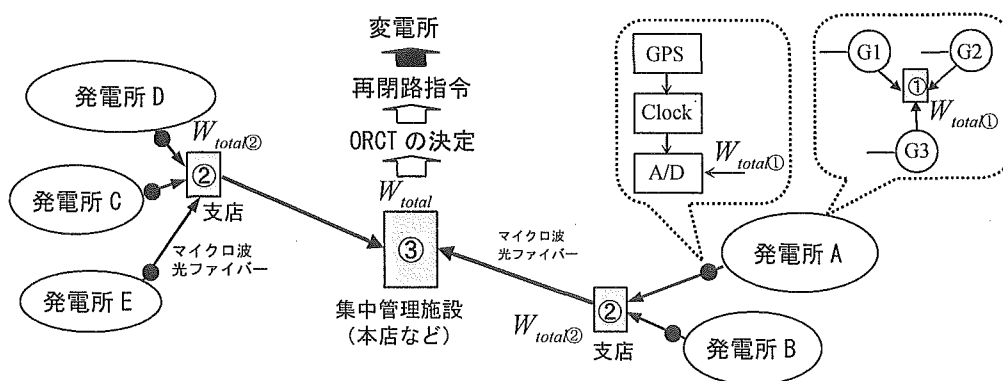 変電所
再閉路指令
ORCTの決定
W_total
③
集中管理施設
（本店など）
発電所 D
W_total②
②
発電所 C
支店
マイクロ波
光ファイバー
発電所 E
マイクロ波
光ファイバー
GPS
Clock
A/D
W_total①
G1
G2
①
W_total①
G3
発電所 A
②
W_total②
支店
発電所 B